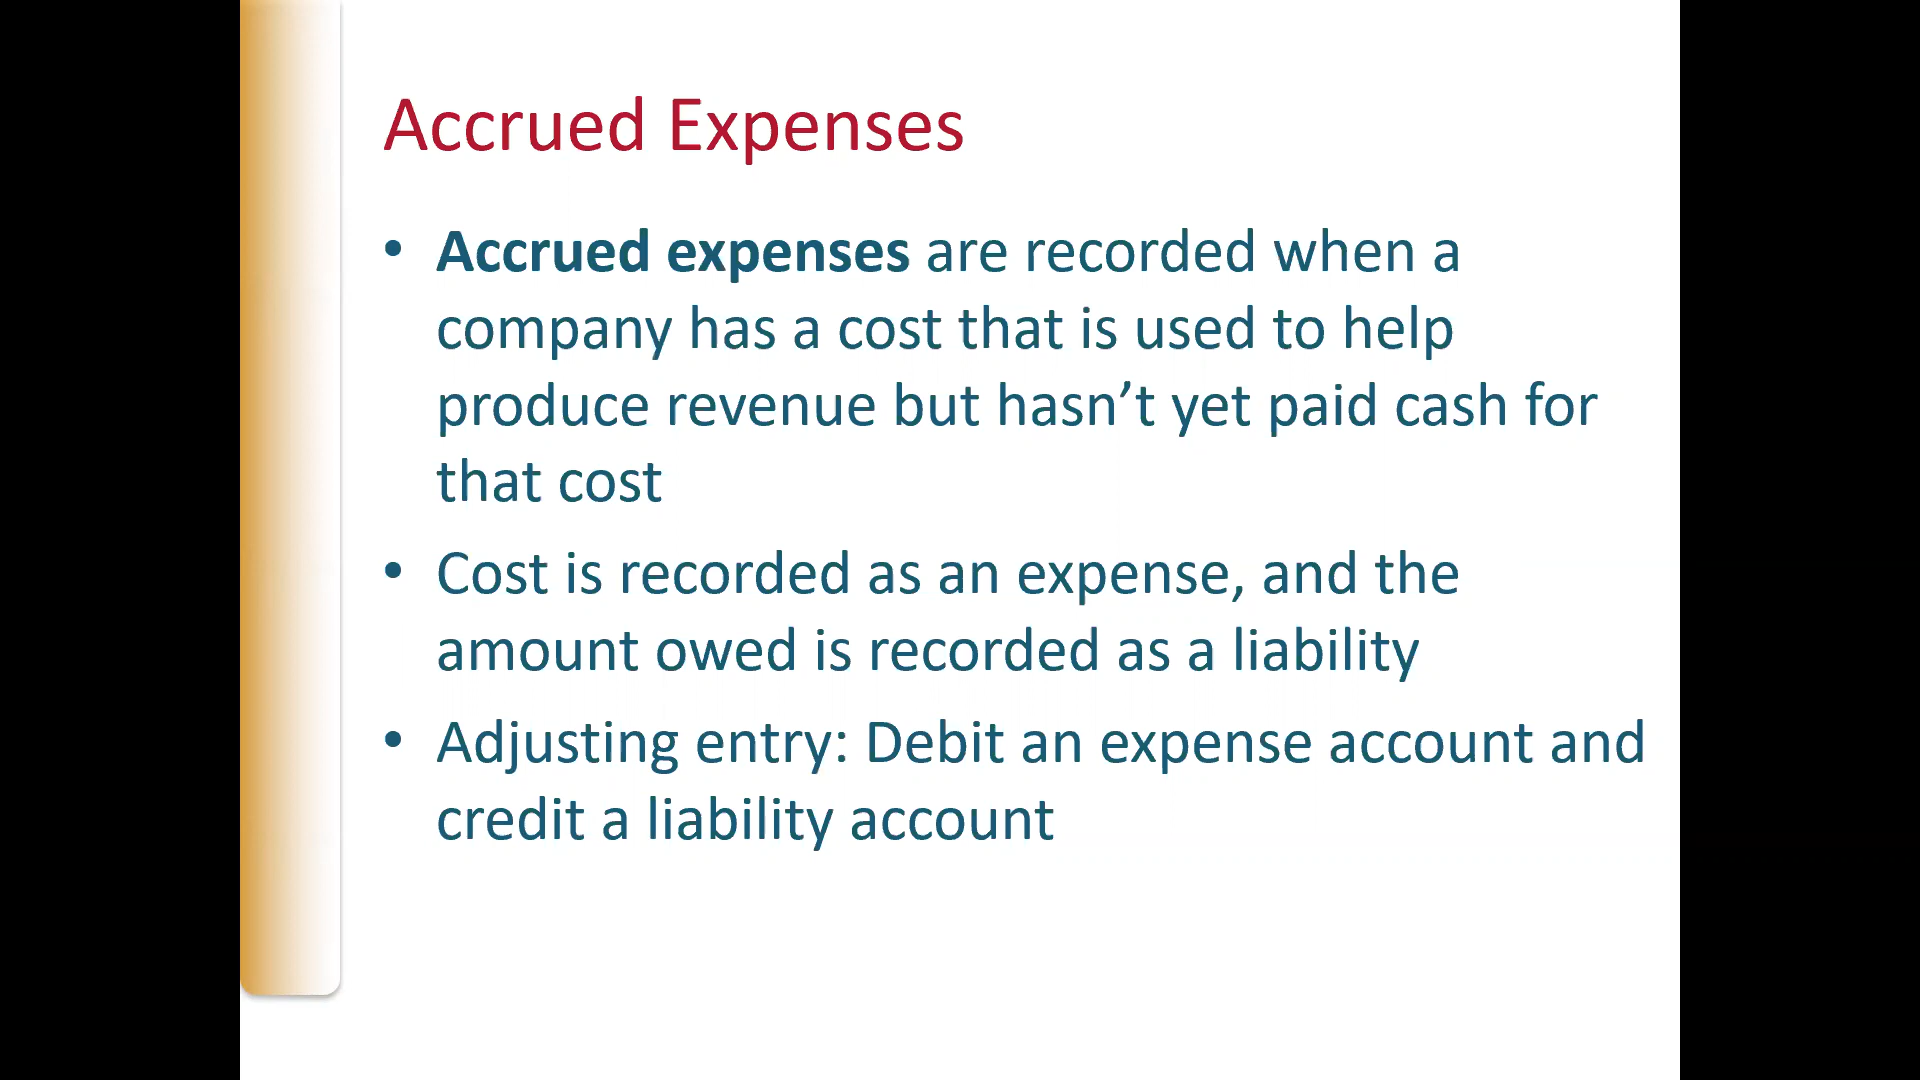 Accrued Expenses
• Accrued expenses are recorded when a
company has a cost that is used to help
produce revenue but hasn’t yet paid cash for
that cost
• Cost is recorded as an expense, and the
amount owed is recorded as a liability
• Adjusting entry: Debit an expense account and
credit a liability account